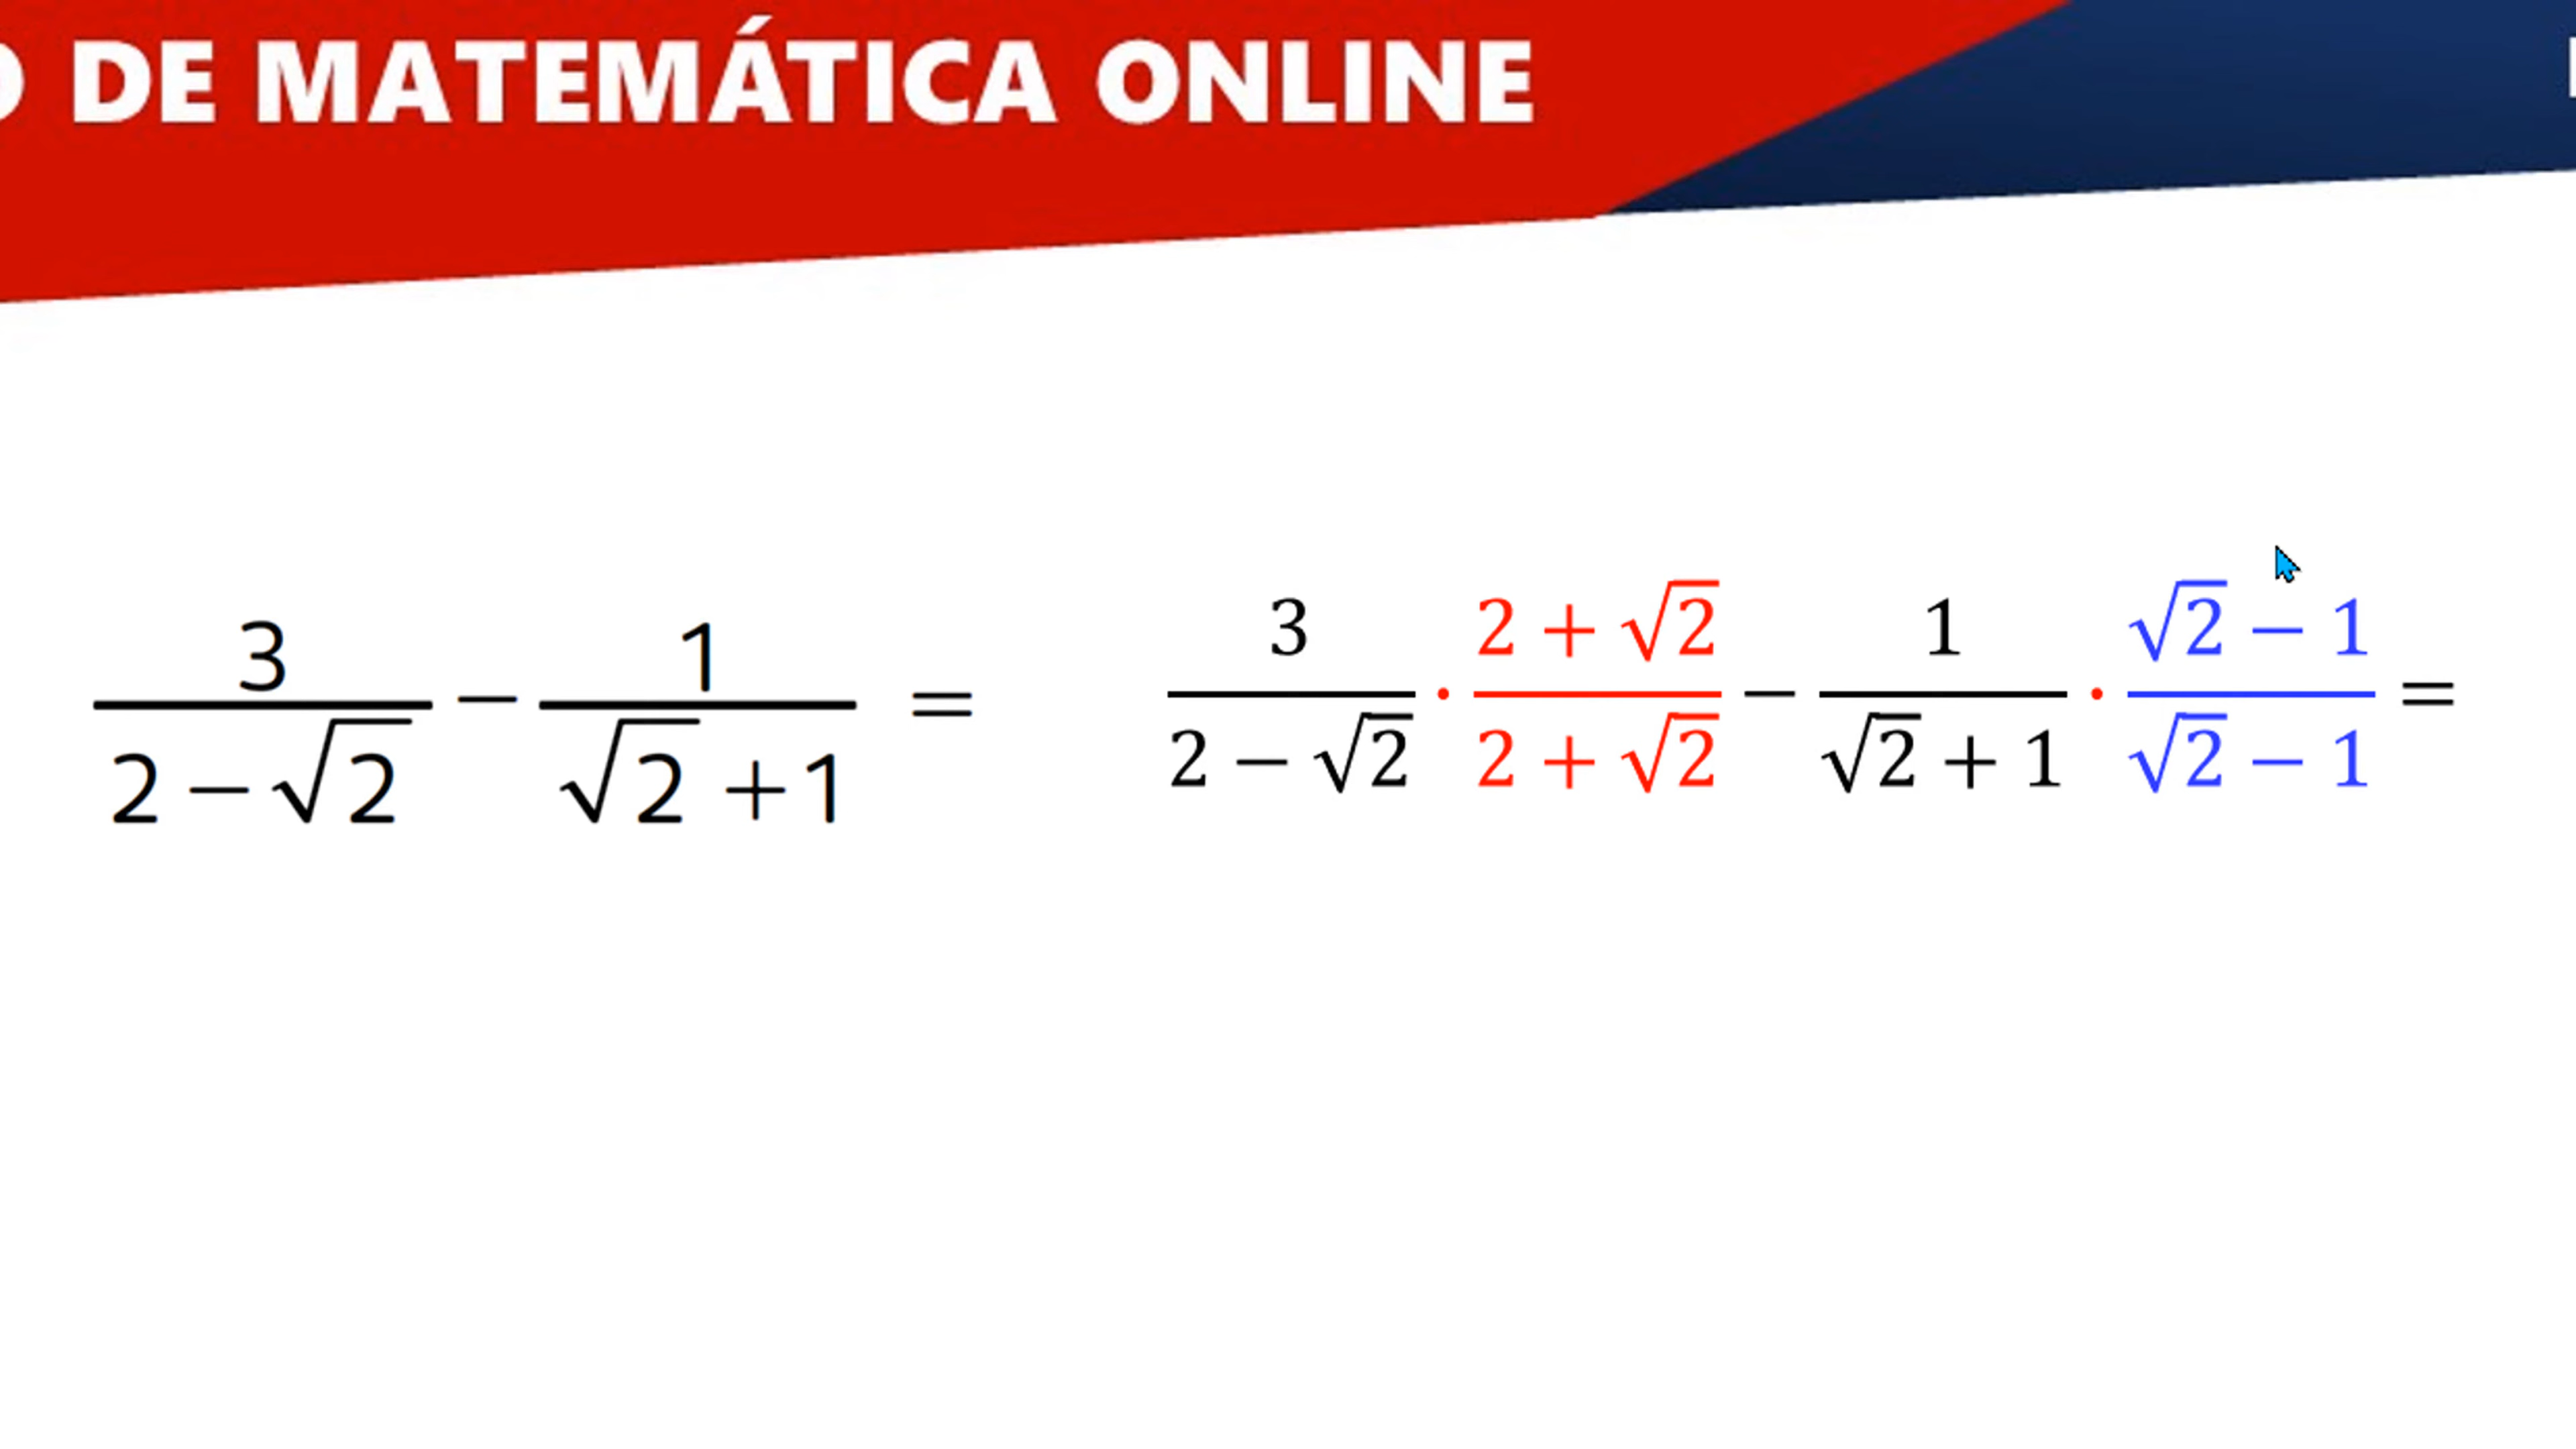 DE MATEMÁTICA ONLINE
3/(2 − √2) − 1/(√2 + 1) = 3/(2 − √2) · (2 + √2)/(2 + √2) − 1/(√2 + 1) · (√2 − 1)/(√2 − 1) =